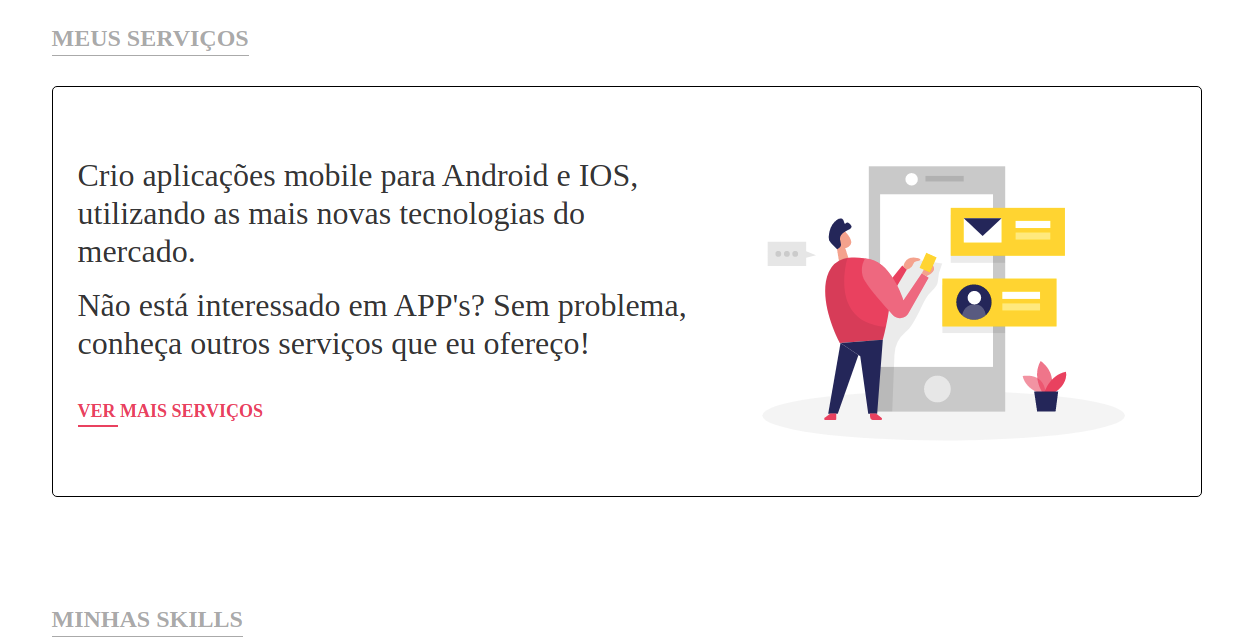 MEUS SERVIÇOS
Crio aplicações mobile para Android e IOS,
utilizando as mais novas tecnologias do
mercado.
Não está interessado em APP's? Sem problema,
conheça outros serviços que eu ofereço!
VER MAIS SERVIÇOS
MINHAS SKILLS